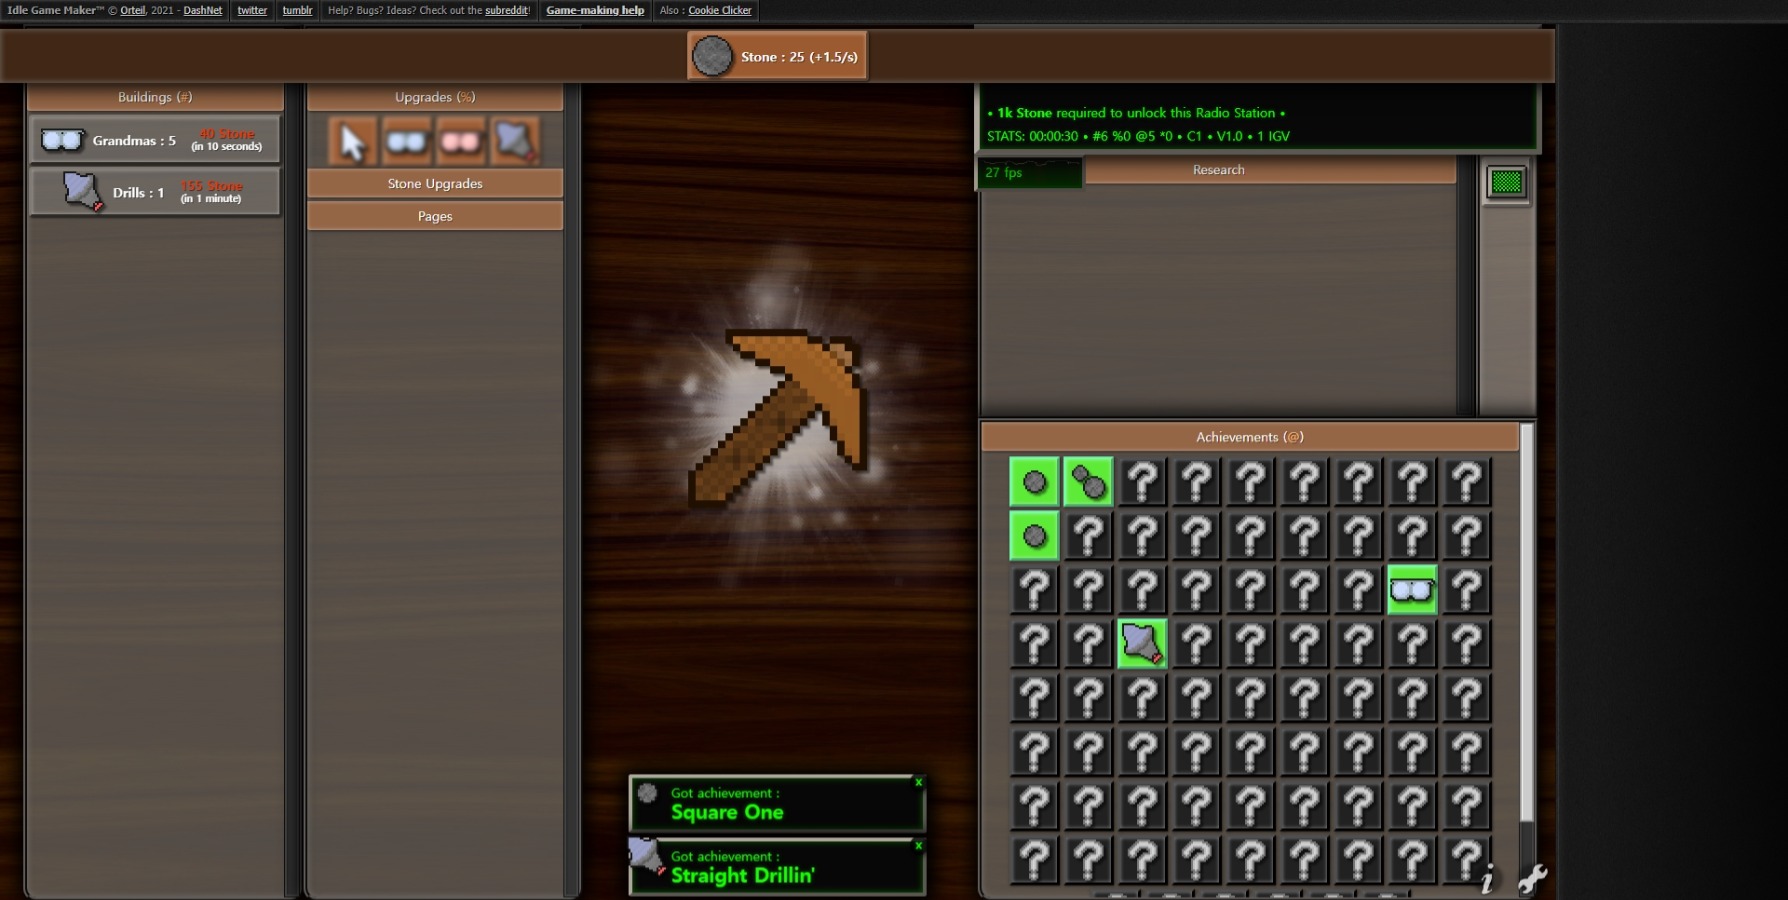 Idle Game Maker™ © Orteil, 2021 - DashNet
twitter
tumblr
Help? Bugs? Ideas? Check out the subreddit!
Game-making help
Also : Cookie Clicker
Stone : 25 (+1.5/s)
Buildings (#)
Grandmas : 5
40 Stone
(in 10 seconds)
Drills : 1
155 Stone
(in 1 minute)
Upgrades (%)
Stone Upgrades
Pages
• 1k Stone required to unlock this Radio Station •
STATS: 00:00:30 • #6 %0 @5 *0 • C1 • V1.0 • 1 IGV
27 fps
Research
Achievements (@)
Got achievement :
Square One
x
Got achievement :
Straight Drillin'
x